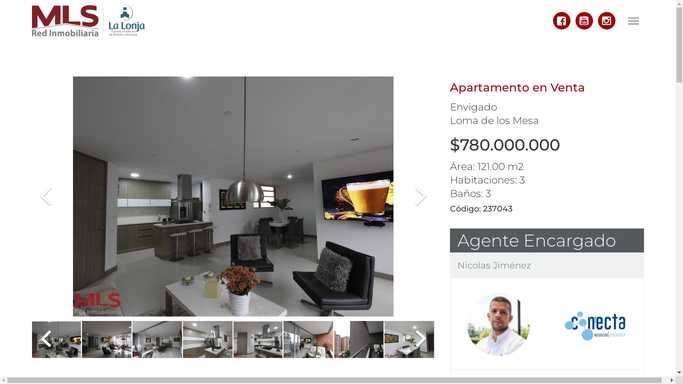 MLS
Red Inmobiliaria
La Lonja
Apartamento en Venta
Envigado
Loma de los Mesa
$780.000.000
Área: 121.00 m2
Habitaciones: 3
Baños: 3
Código: 237043
MLS
Agente Encargado
Nicolas Jiménez
conecta